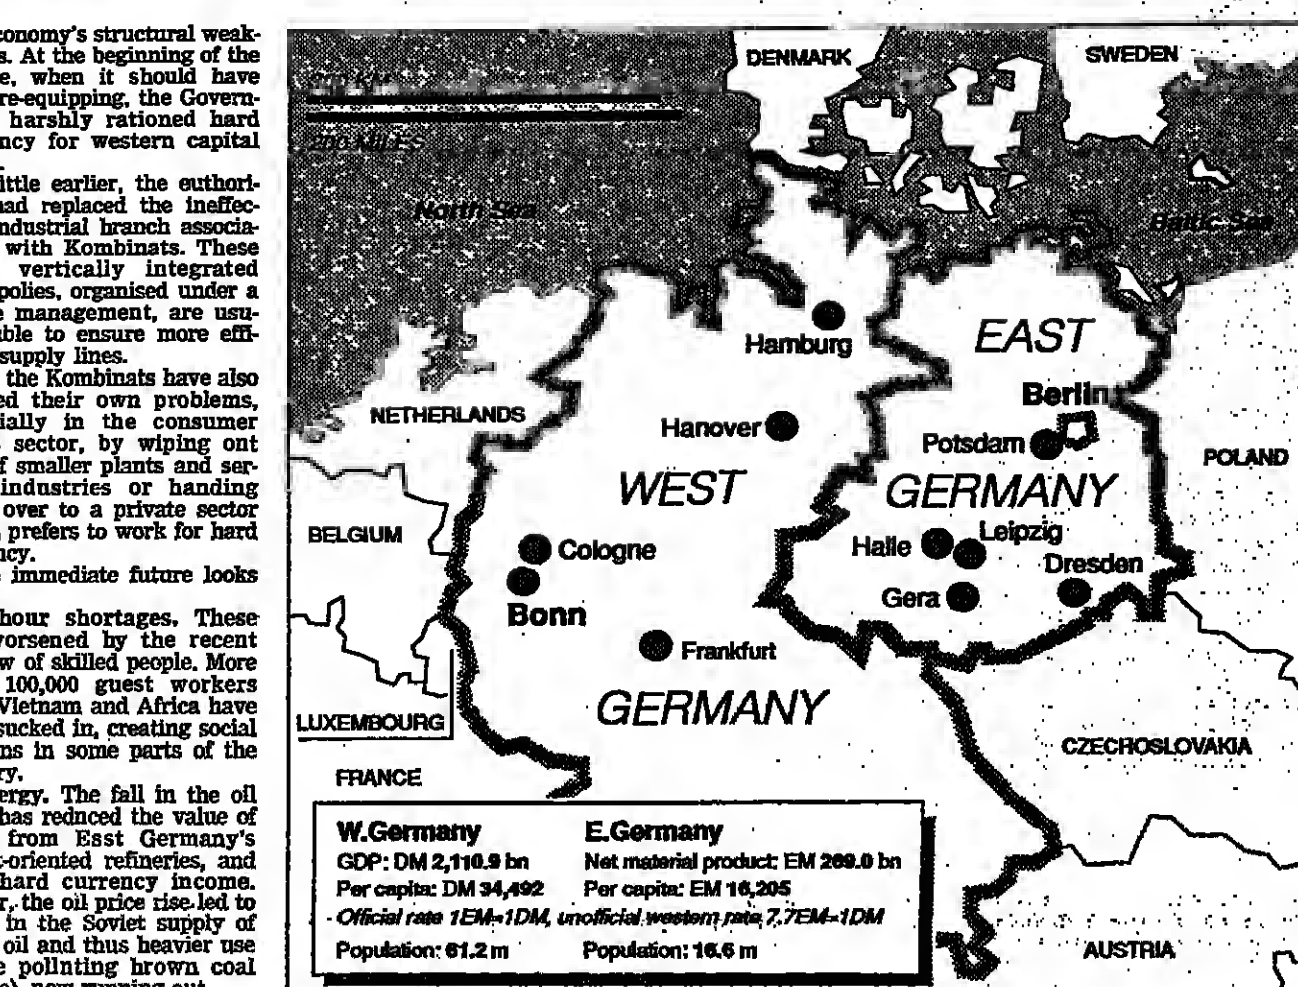 conomy's structural weak-
s. At the beginning of the
e, when it should have
re-equipping, the Govern-
harshly rationed hard
ncy for western capital
ittle earlier, the euthori-
had replaced the ineffec-
ndustrial branch associa-
with Kombinats. These
vertically integrated
polies, organised under a
e management, are usu-
ble to ensure more effi-
supply lines.
the Kombinats have also
ed their own problems,
ially in the consumer
s sector, by wiping ont
f smaller plants and ser-
industries or handing
over to a private sector
prefers to work for hard
ncy.
e immediate future looks
hour shortages. These
worsened by the recent
w of skilled people. More
100,000 guest workers
Vietnam and Africa have
sucked in, creating social
ns in some parts of the
ry.
ergy. The fall in the oil
has rednced the value of
from Esst Germany's
t-oriented refineries, and
hard currency income.
r, the oil price rise led to
in the Soviet supply of
oil and thus heavier use
e pollnting brown coal
now running out
DENMARK
SWEDEN
200 MILES
North Sea
Baltic Sea
Hamburg
EAST
Berlin
NETHERLANDS
Hanover
Potsdam
POLAND
WEST
GERMANY
BELGIUM
Cologne
Halle
Leipzig
Dresden
Bonn
Gera
Frankfurt
GERMANY
LUXEMBOURG
CZECHOSLOVAKIA
FRANCE
W.Germany
GDP: DM 2,110.9 bn
Per capita: DM 34,492
E.Germany
Net material product: EM 269.0 bn
Per capita: EM 16,205
Official rate 1EM=1DM, unofficial western rate 7.7EM=1DM
Population: 61.2 m
Population: 16.6 m
AUSTRIA